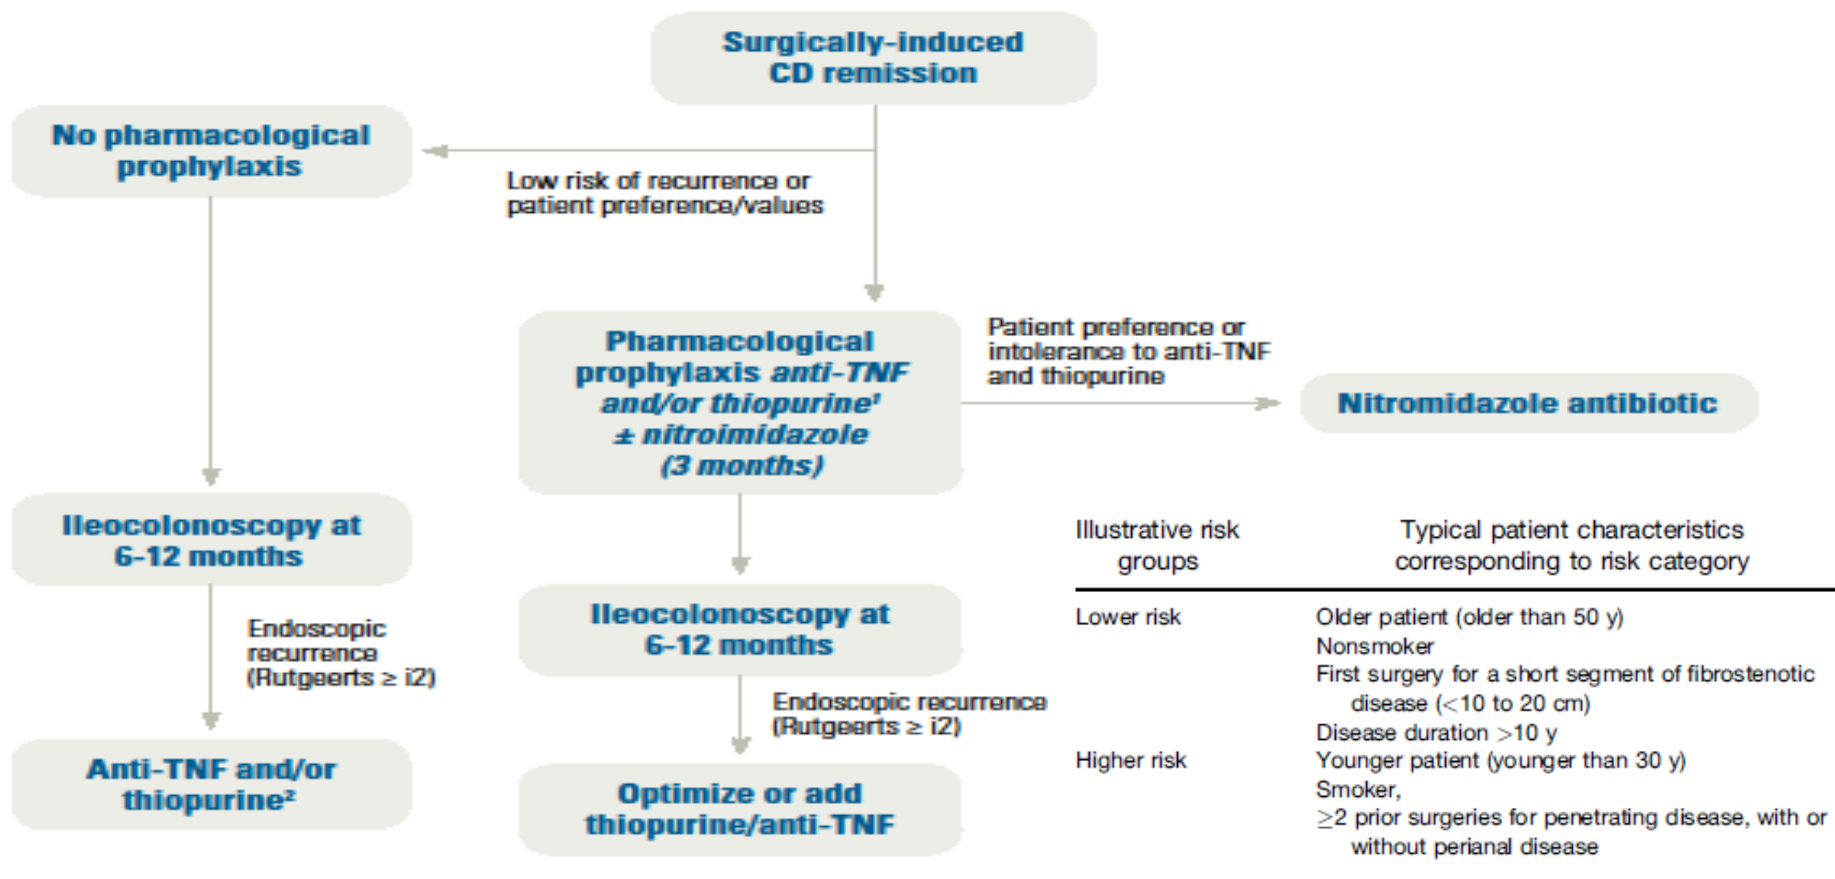 Surgically-induced
CD remission
No pharmacological
prophylaxis
Low risk of recurrence or
patient preference/values
Pharmacological
prophylaxis anti-TNF
and/or thiopurine¹
± nitroimidazole
(3 months)
Patient preference or
intolerance to anti-TNF
and thiopurine
Nitromidazole antibiotic
Ileocolonoscopy at
6-12 months
Endoscopic
recurrence
(Rutgeerts ≥ i2)
Anti-TNF and/or
thiopurine²
Ileocolonoscopy at
6-12 months
Endoscopic recurrence
(Rutgeerts ≥ i2)
Optimize or add
thiopurine/anti-TNF
Illustrative risk
groups
Typical patient characteristics
corresponding to risk category
Lower risk
Older patient (older than 50 y)
Nonsmoker
First surgery for a short segment of fibrostenotic
disease (<10 to 20 cm)
Disease duration >10 y
Higher risk
Younger patient (younger than 30 y)
Smoker,
≥2 prior surgeries for penetrating disease, with or
without perianal disease